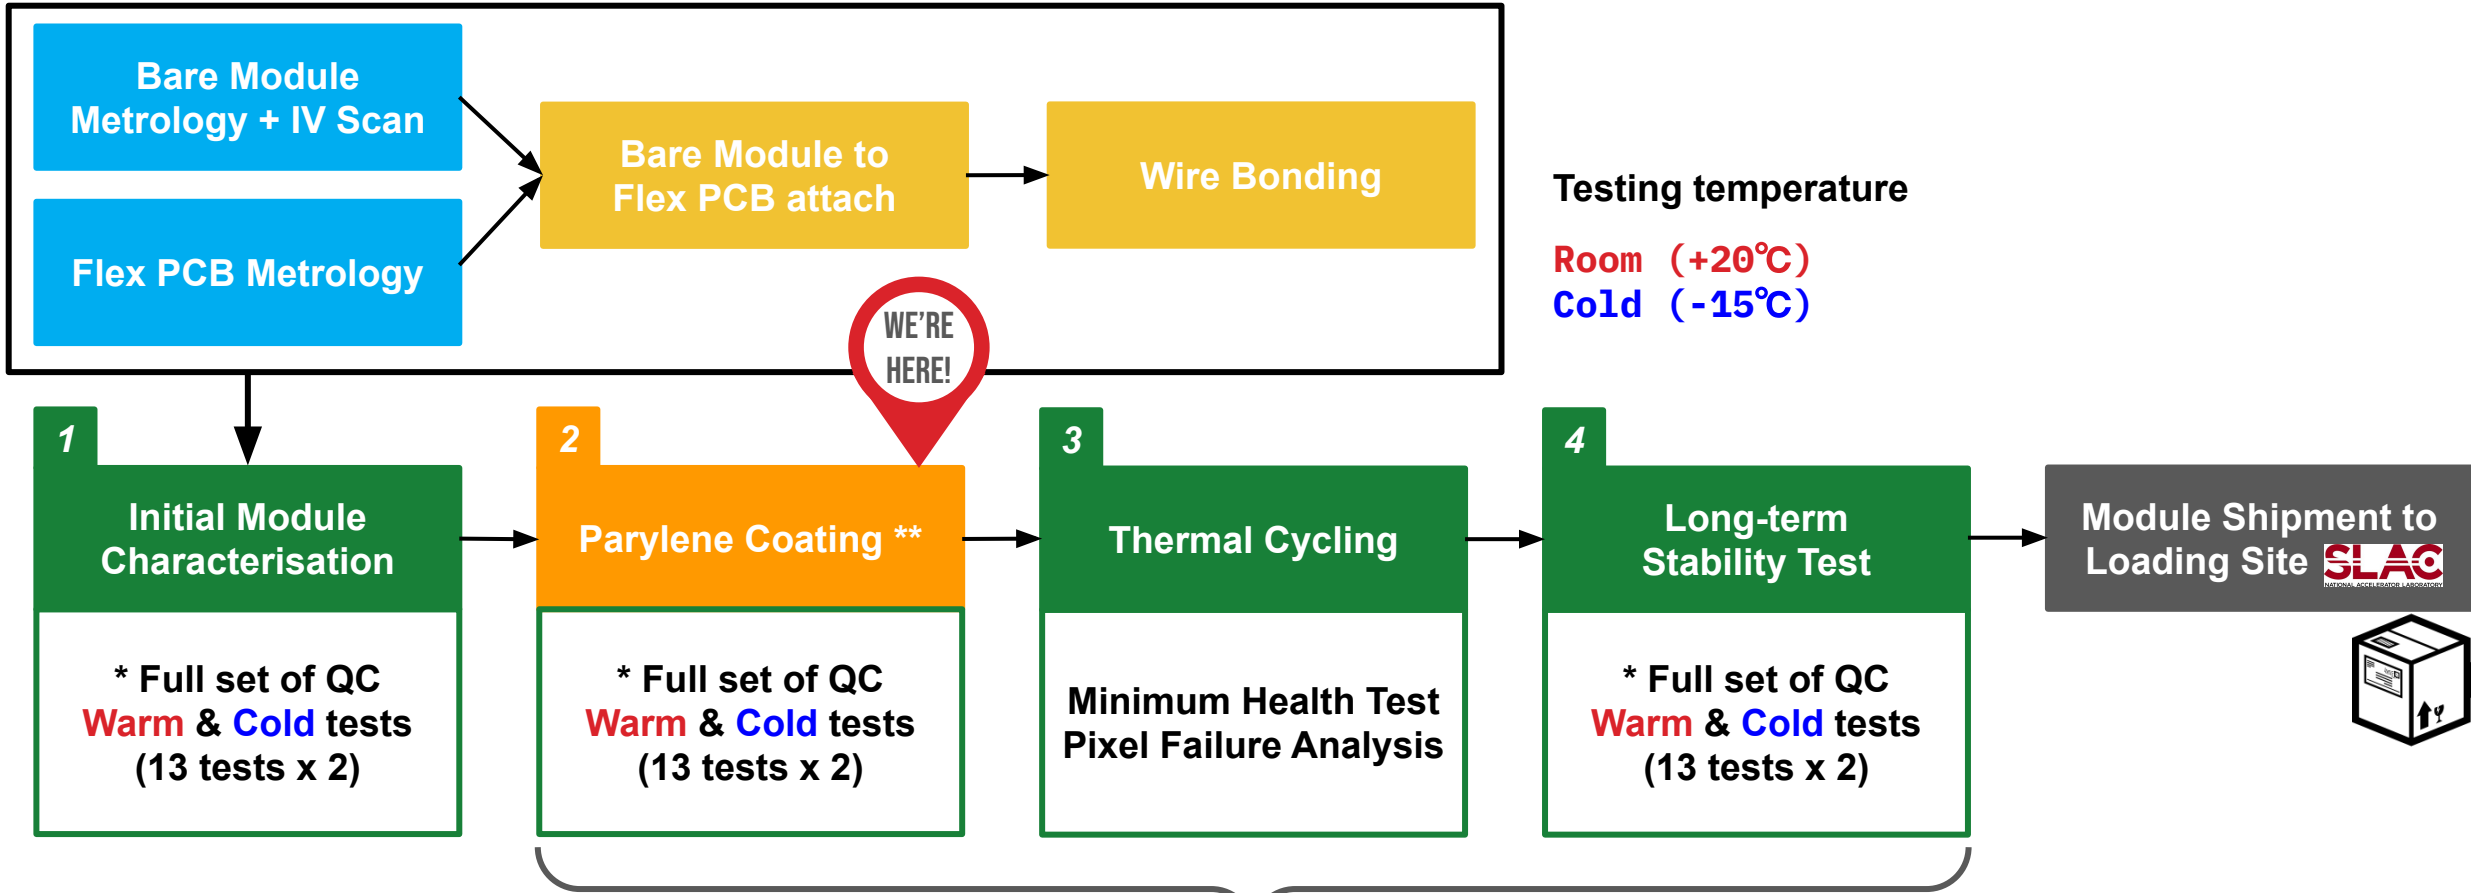 Bare Module
Metrology + IV Scan
Flex PCB Metrology
Bare Module to
Flex PCB attach
Wire Bonding
Testing temperature
Room (+20℃)
Cold (-15℃)
WE'RE
HERE!
1
Initial Module
Characterisation
* Full set of QC
Warm & Cold tests
(13 tests x 2)
2
Parylene Coating **
* Full set of QC
Warm & Cold tests
(13 tests x 2)
3
Thermal Cycling
Minimum Health Test
Pixel Failure Analysis
4
Long-term
Stability Test
* Full set of QC
Warm & Cold tests
(13 tests x 2)
Module Shipment to
Loading Site SLAC
NATIONAL ACCELERATOR LABORATORY